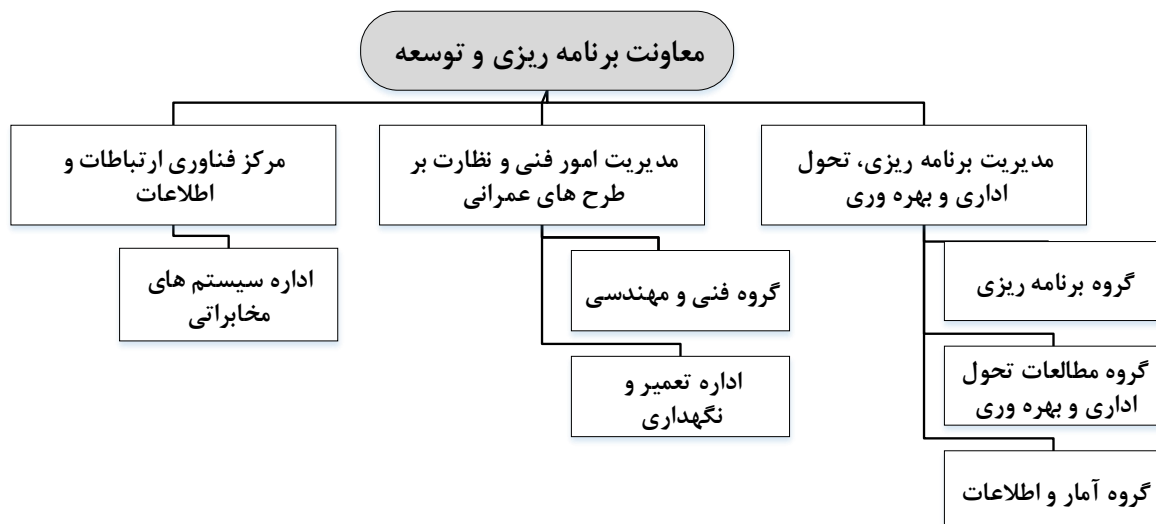 معاونت برنامه ریزی و توسعه
مدیریت برنامه ریزی، تحول
اداری و بهره وری
گروه برنامه ریزی
گروه مطالعات تحول
اداری و بهره وری
گروه آمار و اطلاعات
مدیریت امور فنی و نظارت بر
طرح های عمرانی
گروه فنی و مهندسی
اداره تعمیر و
نگهداری
مرکز فناوری ارتباطات و
اطلاعات
اداره سیستم های
مخابراتی